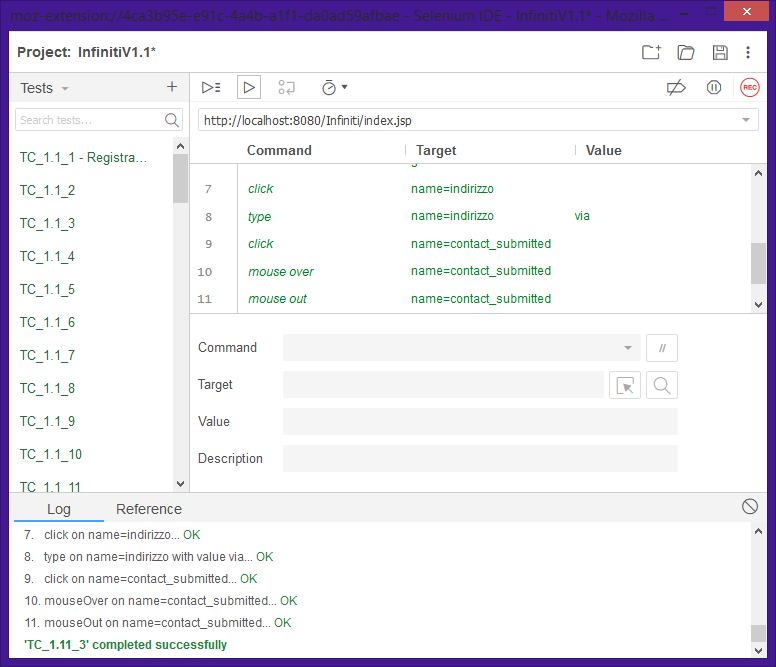 moz-extension://4ca3b95e-e91c-4a4b-a1f1-da0ad59afbae - Selenium IDE - InfinitiV1.1* - Mozilla ...
Project: InfinitiV1.1*
Tests
Search tests...
TC_1.1_1 - Registra...
TC_1.1_2
TC_1.1_3
TC_1.1_4
TC_1.1_5
TC_1.1_6
TC_1.1_7
TC_1.1_8
TC_1.1_9
TC_1.1_10
TC_1.1_11
REC
http://localhost:8080/Infiniti/index.jsp
Command Target Value
7 click name=indirizzo
8 type name=indirizzo via
9 click name=contact_submitted
10 mouse over name=contact_submitted
11 mouse out name=contact_submitted
Command //
Target
Value
Description
Log Reference
7. click on name=indirizzo... OK
8. type on name=indirizzo with value via... OK
9. click on name=contact_submitted... OK
10. mouseOver on name=contact_submitted... OK
11. mouseOut on name=contact_submitted... OK
'TC_1.11_3' completed successfully